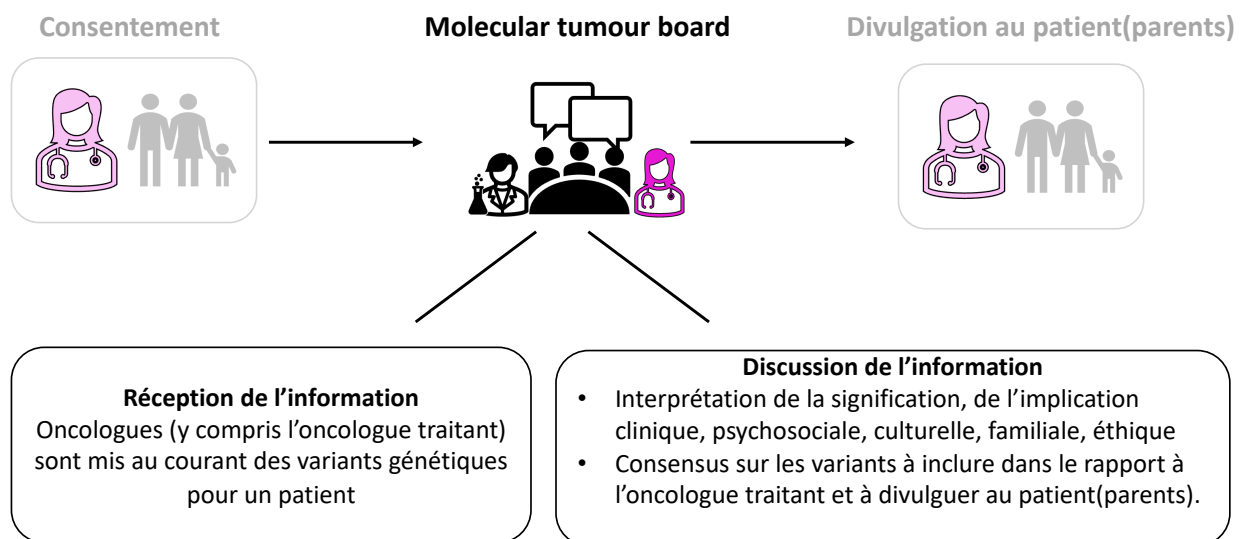 Consentement
Molecular tumour board
Divulgation au patient(parents)
Réception de l’information
Oncologues (y compris l’oncologue traitant)
sont mis au courant des variants génétiques
pour un patient
Discussion de l’information
• Interprétation de la signification, de l’implication
clinique, psychosociale, culturelle, familiale, éthique
• Consensus sur les variants à inclure dans le rapport à
l’oncologue traitant et à divulguer au patient(parents).